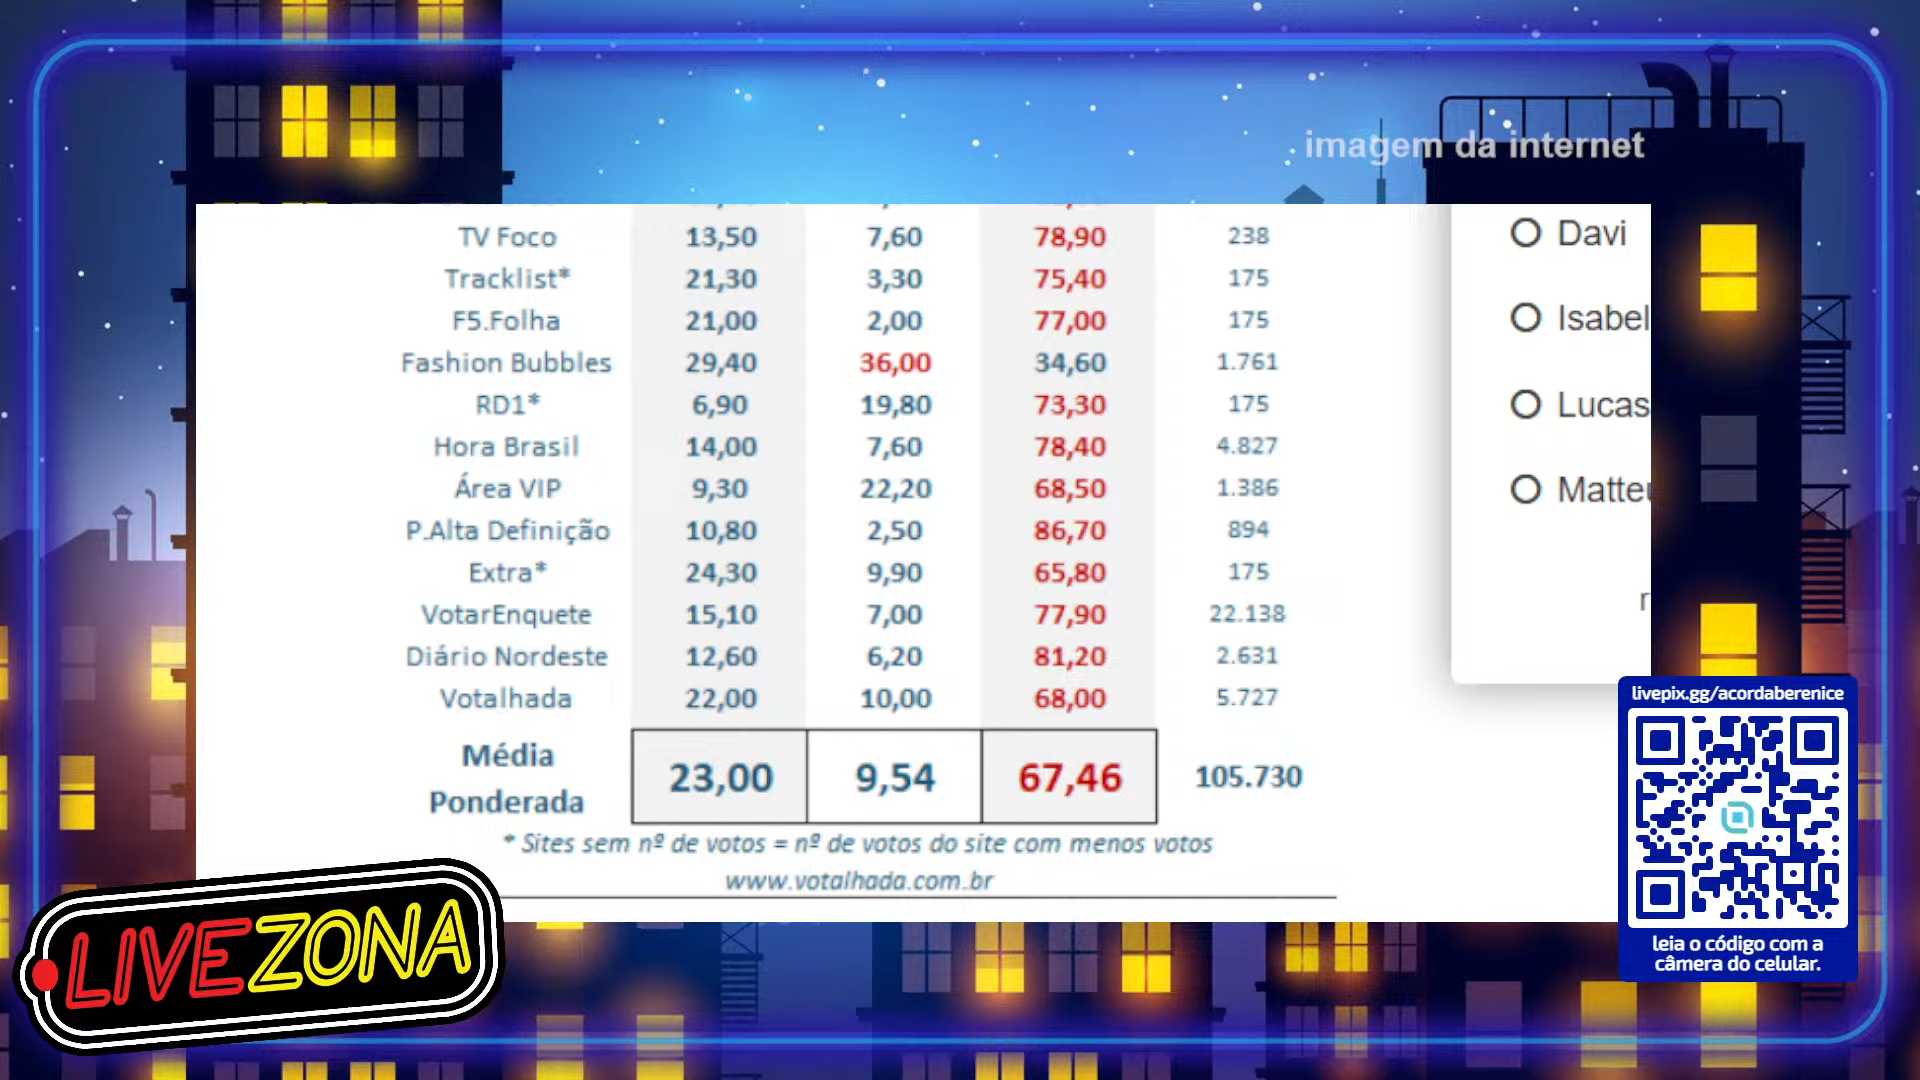 imagem da internet
TV Foco 13,50 7,60 78,90 238
Tracklist* 21,30 3,30 75,40 175
F5.Folha 21,00 2,00 77,00 175
Fashion Bubbles 29,40 36,00 34,60 1.761
RD1* 6,90 19,80 73,30 175
Hora Brasil 14,00 7,60 78,40 4.827
Área VIP 9,30 22,20 68,50 1.386
P.Alta Definição 10,80 2,50 86,70 894
Extra* 24,30 9,90 65,80 175
VotarEnquete 15,10 7,00 77,90 22.138
Diário Nordeste 12,60 6,20 81,20 2.631
Votalhada 22,00 10,00 68,00 5.727
Média
Ponderada 23,00 9,54 67,46 105.730
* Sites sem nº de votos = nº de votos do site com menos votos
www.votalhada.com.br
Davi
Isabel
Lucas
Matteu
r
livepix.gg/acordaberenice
leia o código com a
câmera do celular.
LIVEZONA